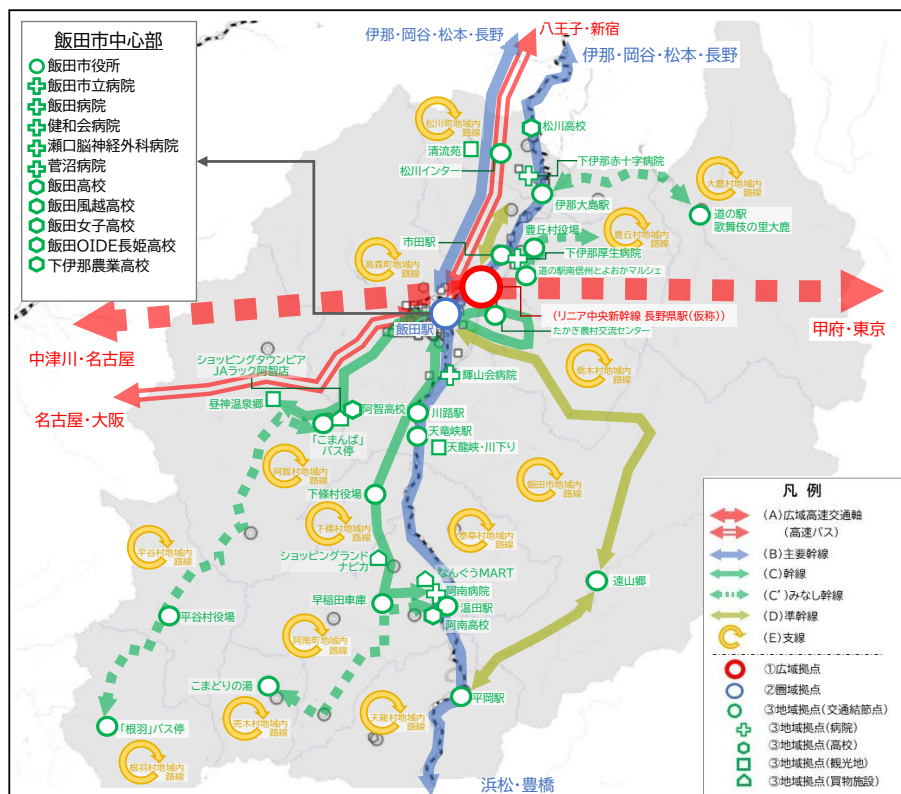 飯田市中心部
飯田市役所
飯田市立病院
飯田病院
健和会病院
瀬口脳神経外科病院
菅沼病院
飯田高校
飯田風越高校
飯田女子高校
飯田OIDE長姫高校
下伊那農業高校
伊那・岡谷・松本・長野
八王子・新宿
伊那・岡谷・松本・長野
松川町地域内
路線
清流苑
松川インター
松川高校
下伊那赤十字病院
伊那大島駅
大鹿村地域内
路線
道の駅
歌舞伎の里大鹿
豊丘村役場
豊丘村地域内
路線
市田駅
下伊那厚生病院
道の駅南信州とよおかマルシェ
高森町地域内
路線
(リニア中央新幹線 長野県駅(仮称))
たかぎ農村交流センター
飯田駅
甲府・東京
中津川・名古屋
名古屋・大阪
ショッピングタウンピア
JAラック阿智店
昼神温泉郷
阿智高校
「こまんば」
バス停
輝山会病院
喬木村地域内
路線
川路駅
天竜峡駅
天龍峡・川下り
阿智村地域内
路線
飯田市地域内
路線
下條村役場
下條村地域内
路線
泰阜村地域内
路線
平谷村地域内
路線
ショッピングランド
ナピカ
なんぐうMART
阿南病院
早稲田車庫
温田駅
阿南高校
遠山郷
平谷村役場
阿南町地域内
路線
こまどりの湯
売木村地域内
路線
天龍村地域内
路線
平岡駅
「根羽」バス停
根羽村地域内
路線
浜松・豊橋
凡例
(A)広域高速交通軸
(高速バス)
(B)主要幹線
(C)幹線
(C')みなし幹線
(D)準幹線
(E)支線
①広域拠点
②圏域拠点
③地域拠点(交通結節点)
③地域拠点(病院)
③地域拠点(高校)
③地域拠点(観光地)
③地域拠点(買物施設)